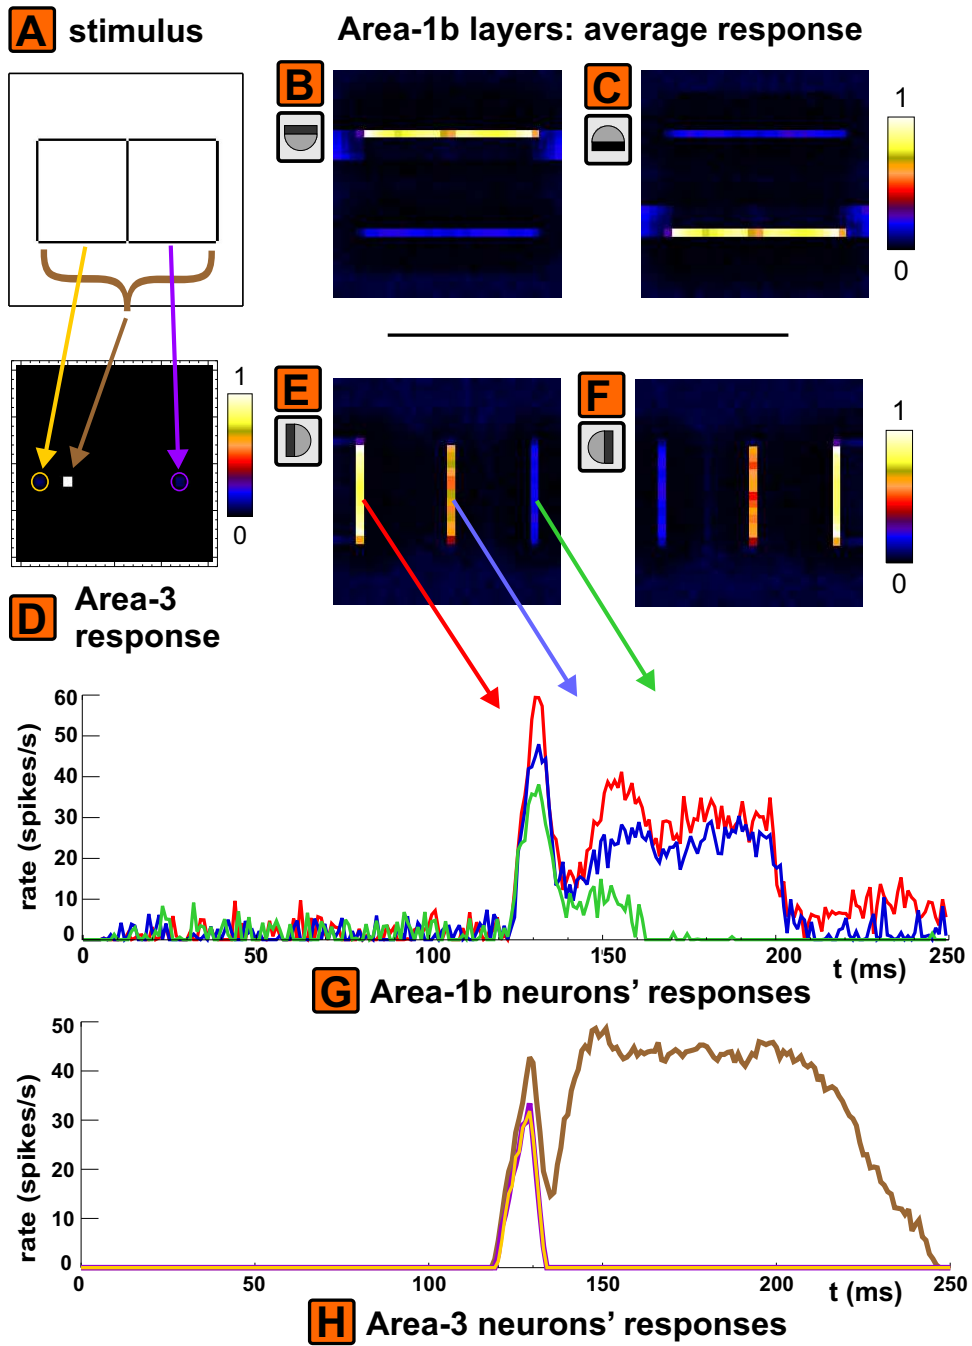 A stimulus
Area-1b layers: average response
B
C
1
0
1
0
E
F
1
0
D Area-3
response
60
50
40
30
20
10
0
rate (spikes/s)
0 50 100 150 200 250
t (ms)
G Area-1b neurons’ responses
50
40
30
20
10
0
rate (spikes/s)
0 50 100 150 200 250
t (ms)
H Area-3 neurons’ responses